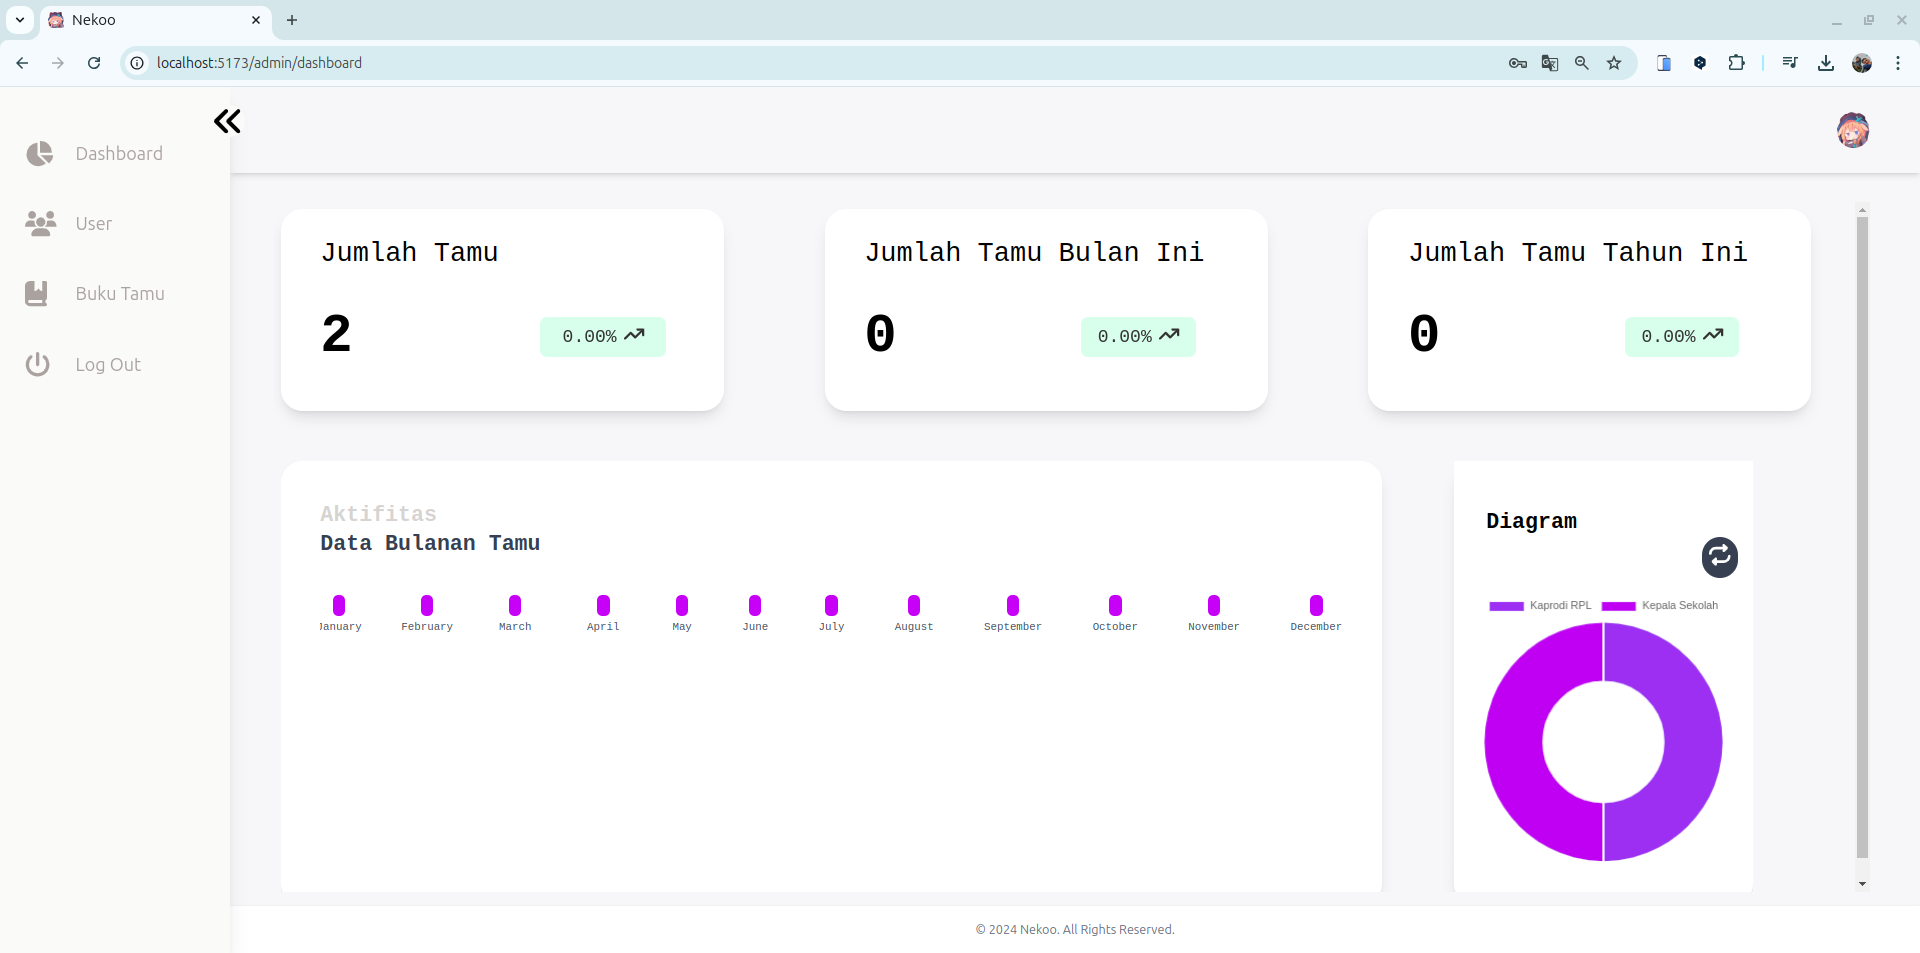 Nekoo
localhost:5173/admin/dashboard
Dashboard
User
Buku Tamu
Log Out
Jumlah Tamu
2
0.00%
Jumlah Tamu Bulan Ini
0
0.00%
Jumlah Tamu Tahun Ini
0
0.00%
Aktifitas
Data Bulanan Tamu
January February March April May June July August September October November December
Diagram
Kaprodi RPL Kepala Sekolah
© 2024 Nekoo. All Rights Reserved.